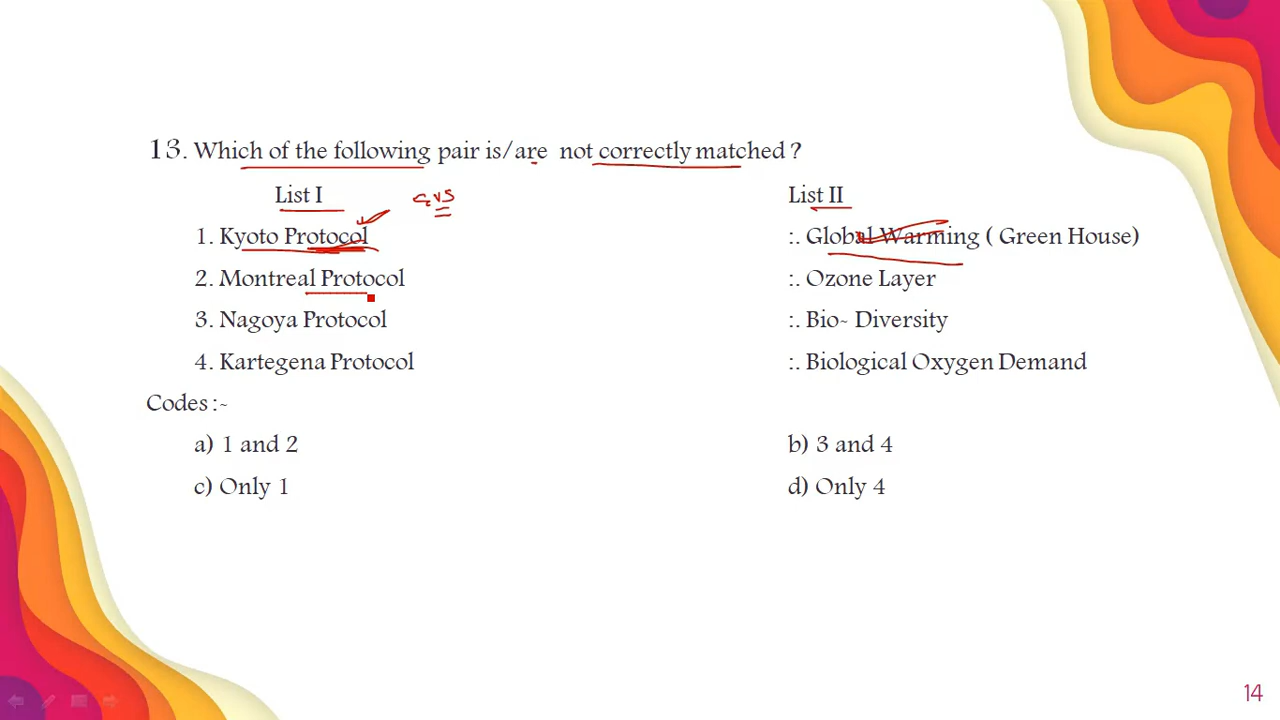 13. Which of the following pair is/are not correctly matched ?
List I List II
1. Kyoto Protocol :. Global Warming ( Green House)
2. Montreal Protocol :. Ozone Layer
3. Nagoya Protocol :. Bio- Diversity
4. Kartegena Protocol :. Biological Oxygen Demand
Codes :-
a) 1 and 2 b) 3 and 4
c) Only 1 d) Only 4
14